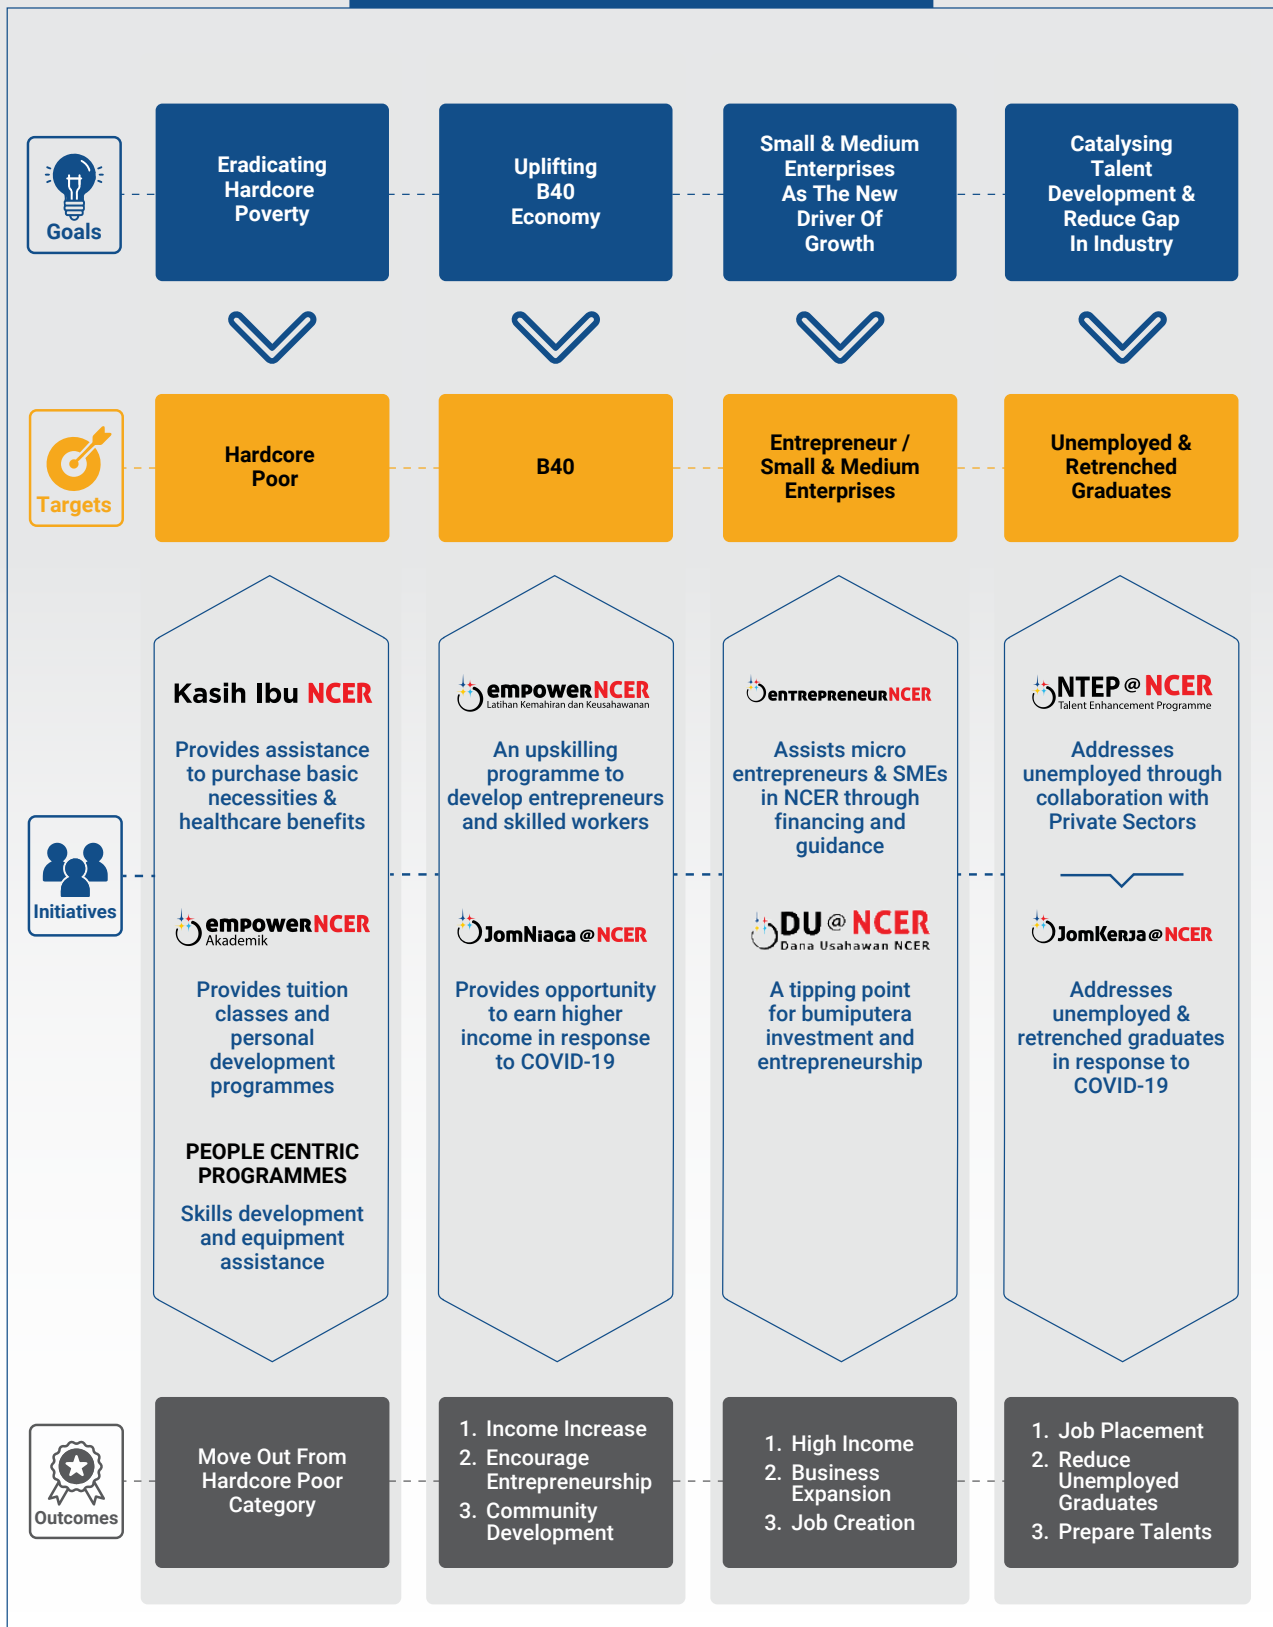 Goals
Eradicating
Hardcore
Poverty
Uplifting
B40
Economy
Small & Medium
Enterprises
As The New
Driver Of
Growth
Catalysing
Talent
Development &
Reduce Gap
In Industry
Targets
Hardcore
Poor
B40
Entrepreneur /
Small & Medium
Enterprises
Unemployed &
Retrenched
Graduates
Initiatives
Kasih Ibu NCER
Provides assistance
to purchase basic
necessities &
healthcare benefits
empowerNCER
Akademik
Provides tuition
classes and
personal
development
programmes
PEOPLE CENTRIC
PROGRAMMES
Skills development
and equipment
assistance
empowerNCER
Latihan Kemahiran dan Keusahawanan
An upskilling
programme to
develop entrepreneurs
and skilled workers
JomNiaga@NCER
Provides opportunity
to earn higher
income in response
to COVID-19
entrepreneurNCER
Assists micro
entrepreneurs & SMEs
in NCER through
financing and
guidance
DU@NCER
Dana Usahawan NCER
A tipping point
for bumiputera
investment and
entrepreneurship
NTEP@NCER
Talent Enhancement Programme
Addresses
unemployed through
collaboration with
Private Sectors
JomKerja@NCER
Addresses
unemployed &
retrenched graduates
in response to
COVID-19
Outcomes
Move Out From
Hardcore Poor
Category
1. Income Increase
2. Encourage
Entrepreneurship
3. Community
Development
1. High Income
2. Business
Expansion
3. Job Creation
1. Job Placement
2. Reduce
Unemployed
Graduates
3. Prepare Talents